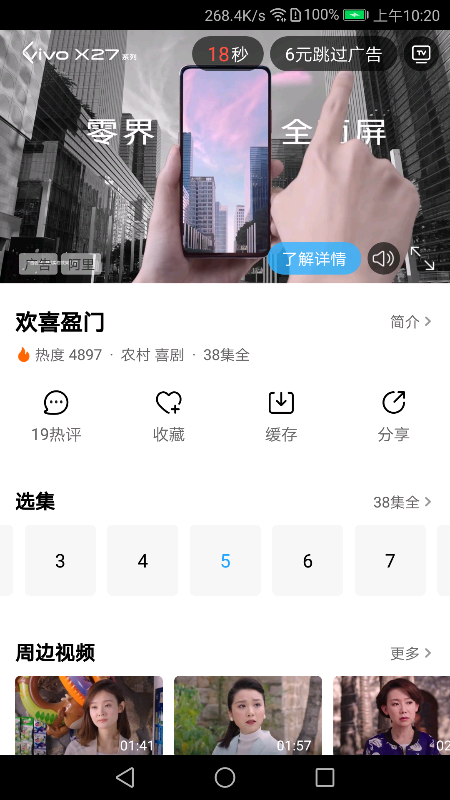 268.4K/s 100% 上午10:20
vivo X27系列
18秒
6元跳过广告
TV
零界 全面屏
广告 阿里
了解详情
欢喜盈门
简介
热度 4897 · 农村 喜剧 · 38集全
19热评 收藏 缓存 分享
选集
38集全
3 4 5 6 7
周边视频
更多
01:41 01:57 02